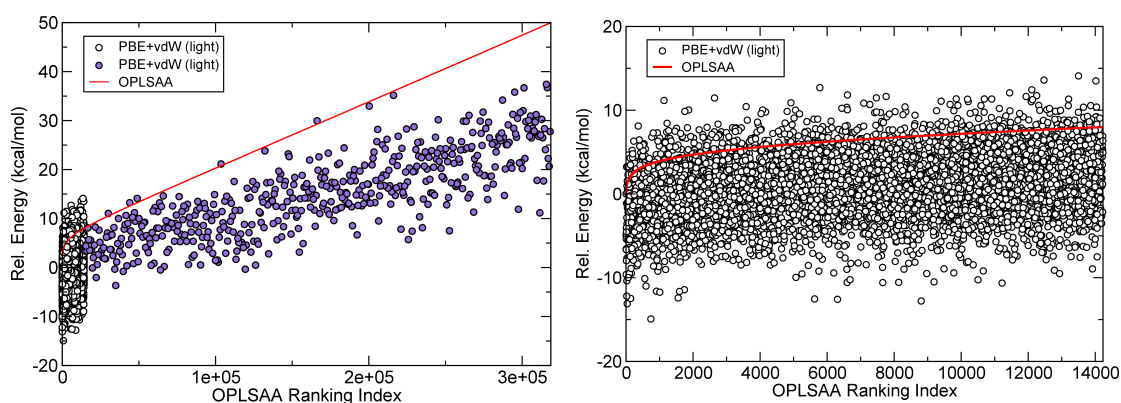 50
40
30
20
10
0
-10
-20
Rel. Energy (kcal/mol)
PBE+vdW (light)
PBE+vdW (light)
OPLSAA
0
1e+05
2e+05
3e+05
OPLSAA Ranking Index
20
10
0
-10
-20
Rel. Energy (kcal/mol)
PBE+vdW (light)
OPLSAA
0
2000
4000
6000
8000
10000
12000
14000
OPLSAA Ranking Index